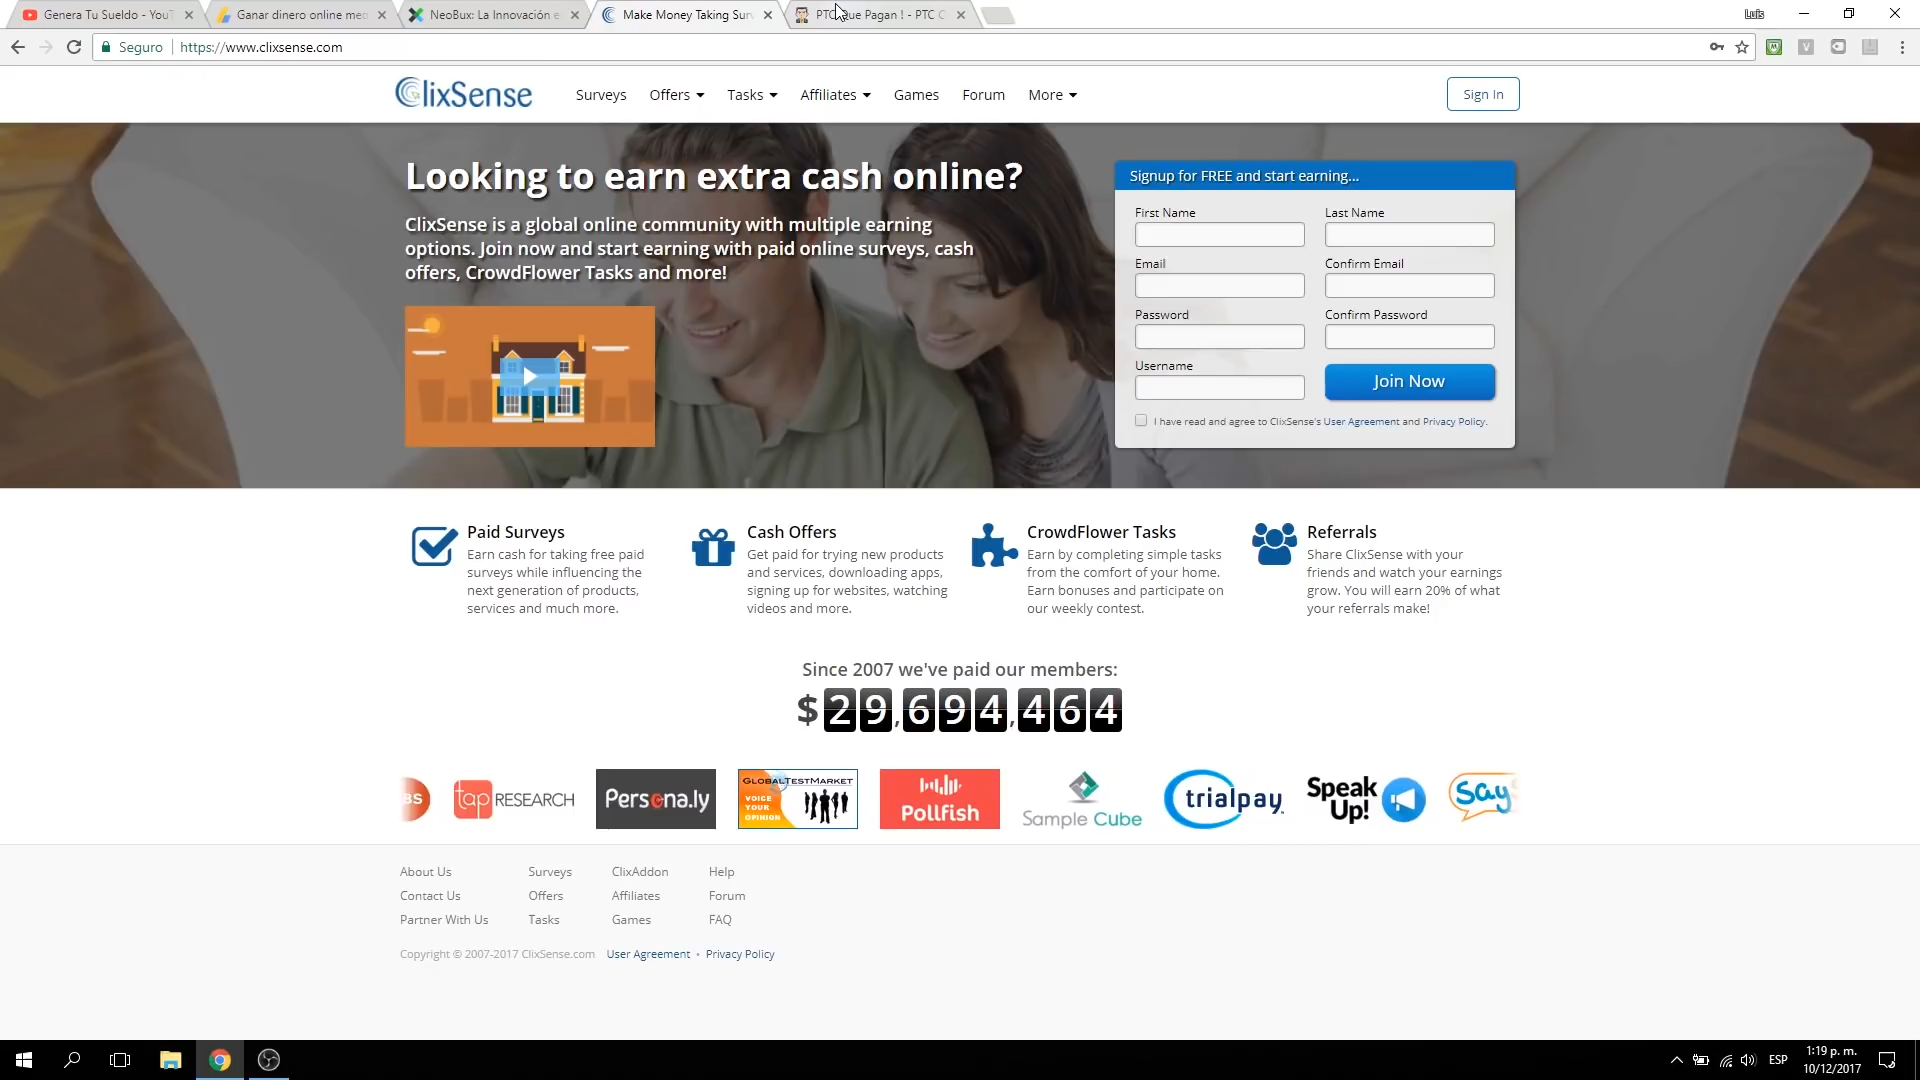 Genera Tu Sueldo - YouT
Ganar dinero online med
NeoBux: La Innovación e
Make Money Taking Sur
PTC que Pagan ! - PTC C
Luis
Seguro
https://www.clixsense.com
ClixSense
Surveys
Offers
Tasks
Affiliates
Games
Forum
More
Sign In
Looking to earn extra cash online?
ClixSense is a global online community with multiple earning
options. Join now and start earning with paid online surveys, cash
offers, CrowdFlower Tasks and more!
Signup for FREE and start earning...
First Name
Last Name
Email
Confirm Email
Password
Confirm Password
Username
Join Now
I have read and agree to ClixSense's User Agreement and Privacy Policy.
Paid Surveys
Earn cash for taking free paid
surveys while influencing the
next generation of products,
services and much more.
Cash Offers
Get paid for trying new products
and services, downloading apps,
signing up for websites, watching
videos and more.
CrowdFlower Tasks
Earn by completing simple tasks
from the comfort of your home.
Earn bonuses and participate on
our weekly contest.
Referrals
Share ClixSense with your
friends and watch your earnings
grow. You will earn 20% of what
your referrals make!
Since 2007 we've paid our members:
$29,694,464
BS
tap RESEARCH
Persona.ly
GLOBALTESTMARKET
VOICE
YOUR
OPINION
Pollfish
Sample Cube
trialpay
Speak
Up!
Say
About Us
Surveys
ClixAddon
Help
Contact Us
Offers
Affiliates
Forum
Partner With Us
Tasks
Games
FAQ
Copyright © 2007-2017 ClixSense.com
User Agreement • Privacy Policy
ESP
1:19 p. m.
10/12/2017